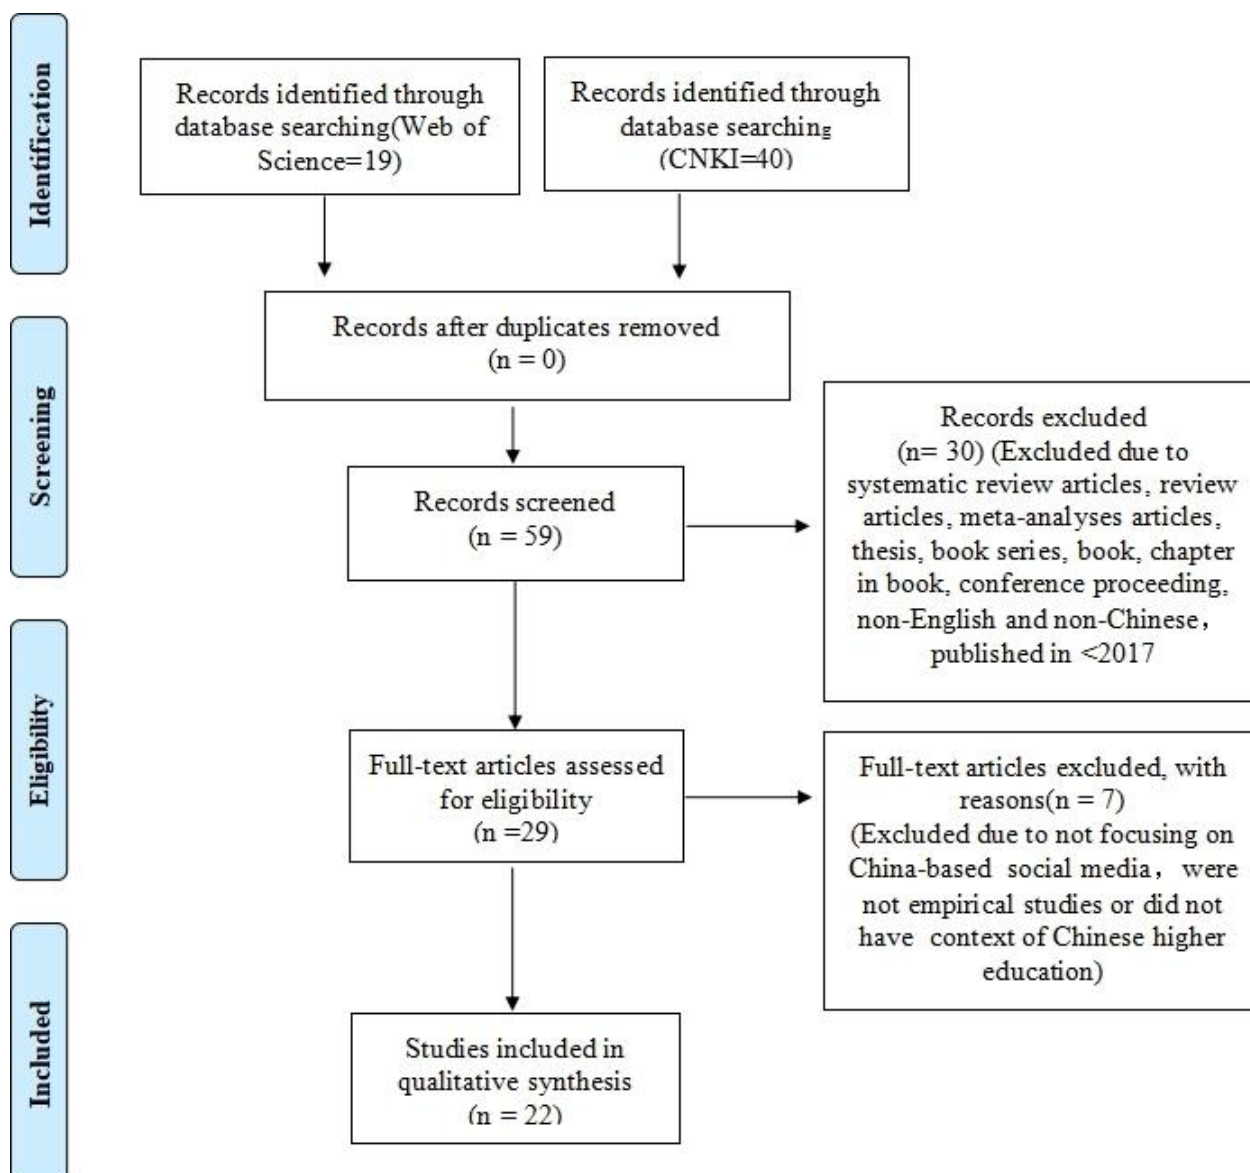 Identification
Records identified through
database searching(Web of
Science=19)
Records identified through
database searching
(CNKI=40)
Screening
Records after duplicates removed
(n = 0)
Records screened
(n = 59)
Records excluded
(n= 30) (Excluded due to
systematic review articles, review
articles, meta-analyses articles,
thesis, book series, book, chapter
in book, conference proceeding,
non-English and non-Chinese，
published in <2017
Eligibility
Full-text articles assessed
for eligibility
(n =29)
Full-text articles excluded, with
reasons(n = 7)
(Excluded due to not focusing on
China-based social media，were
not empirical studies or did not
have context of Chinese higher
education)
Included
Studies included in
qualitative synthesis
(n = 22)